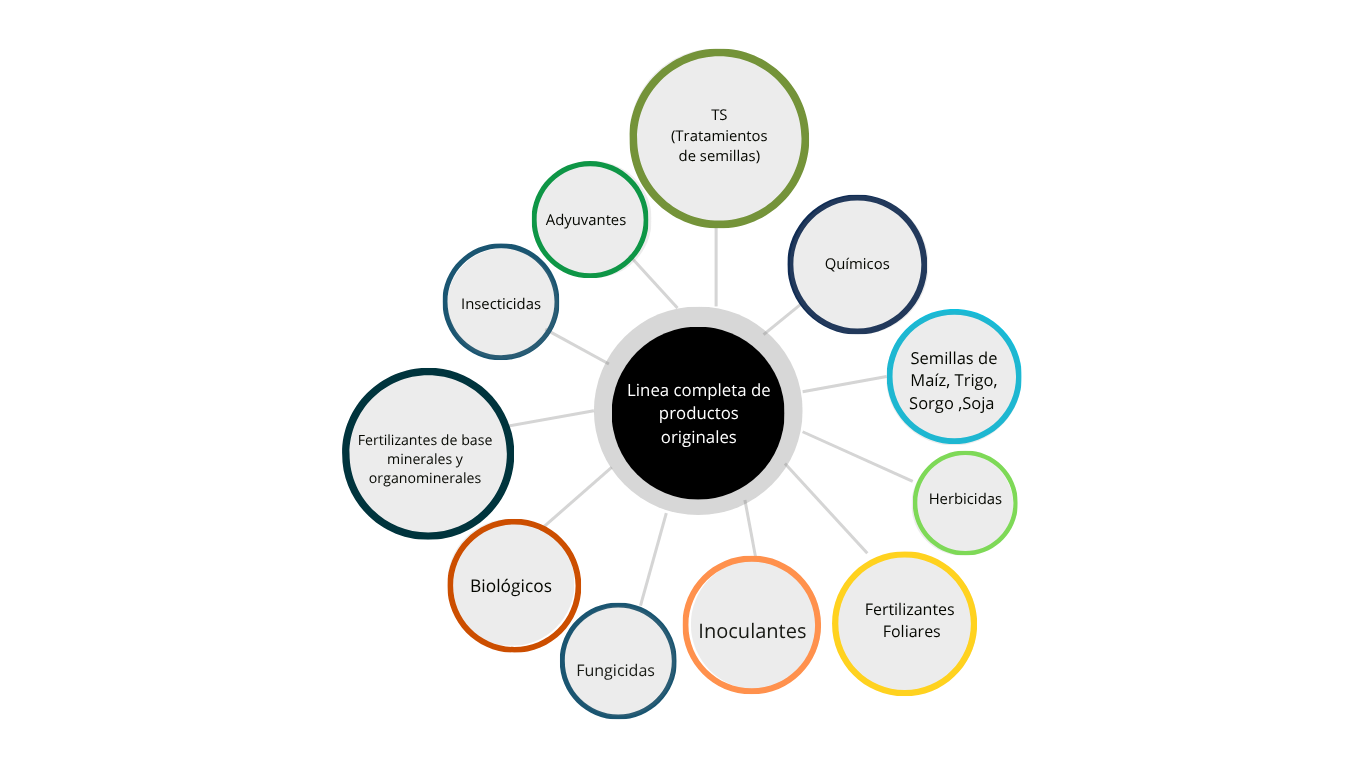 TS
(Tratamientos
de semillas)
Adyuvantes
Químicos
Insecticidas
Semillas de
Maíz, Trigo,
Sorgo ,Soja
Linea completa de
productos
originales
Fertilizantes de base
minerales y
organominerales
Herbicidas
Biológicos
Fertilizantes
Foliares
Inoculantes
Fungicidas